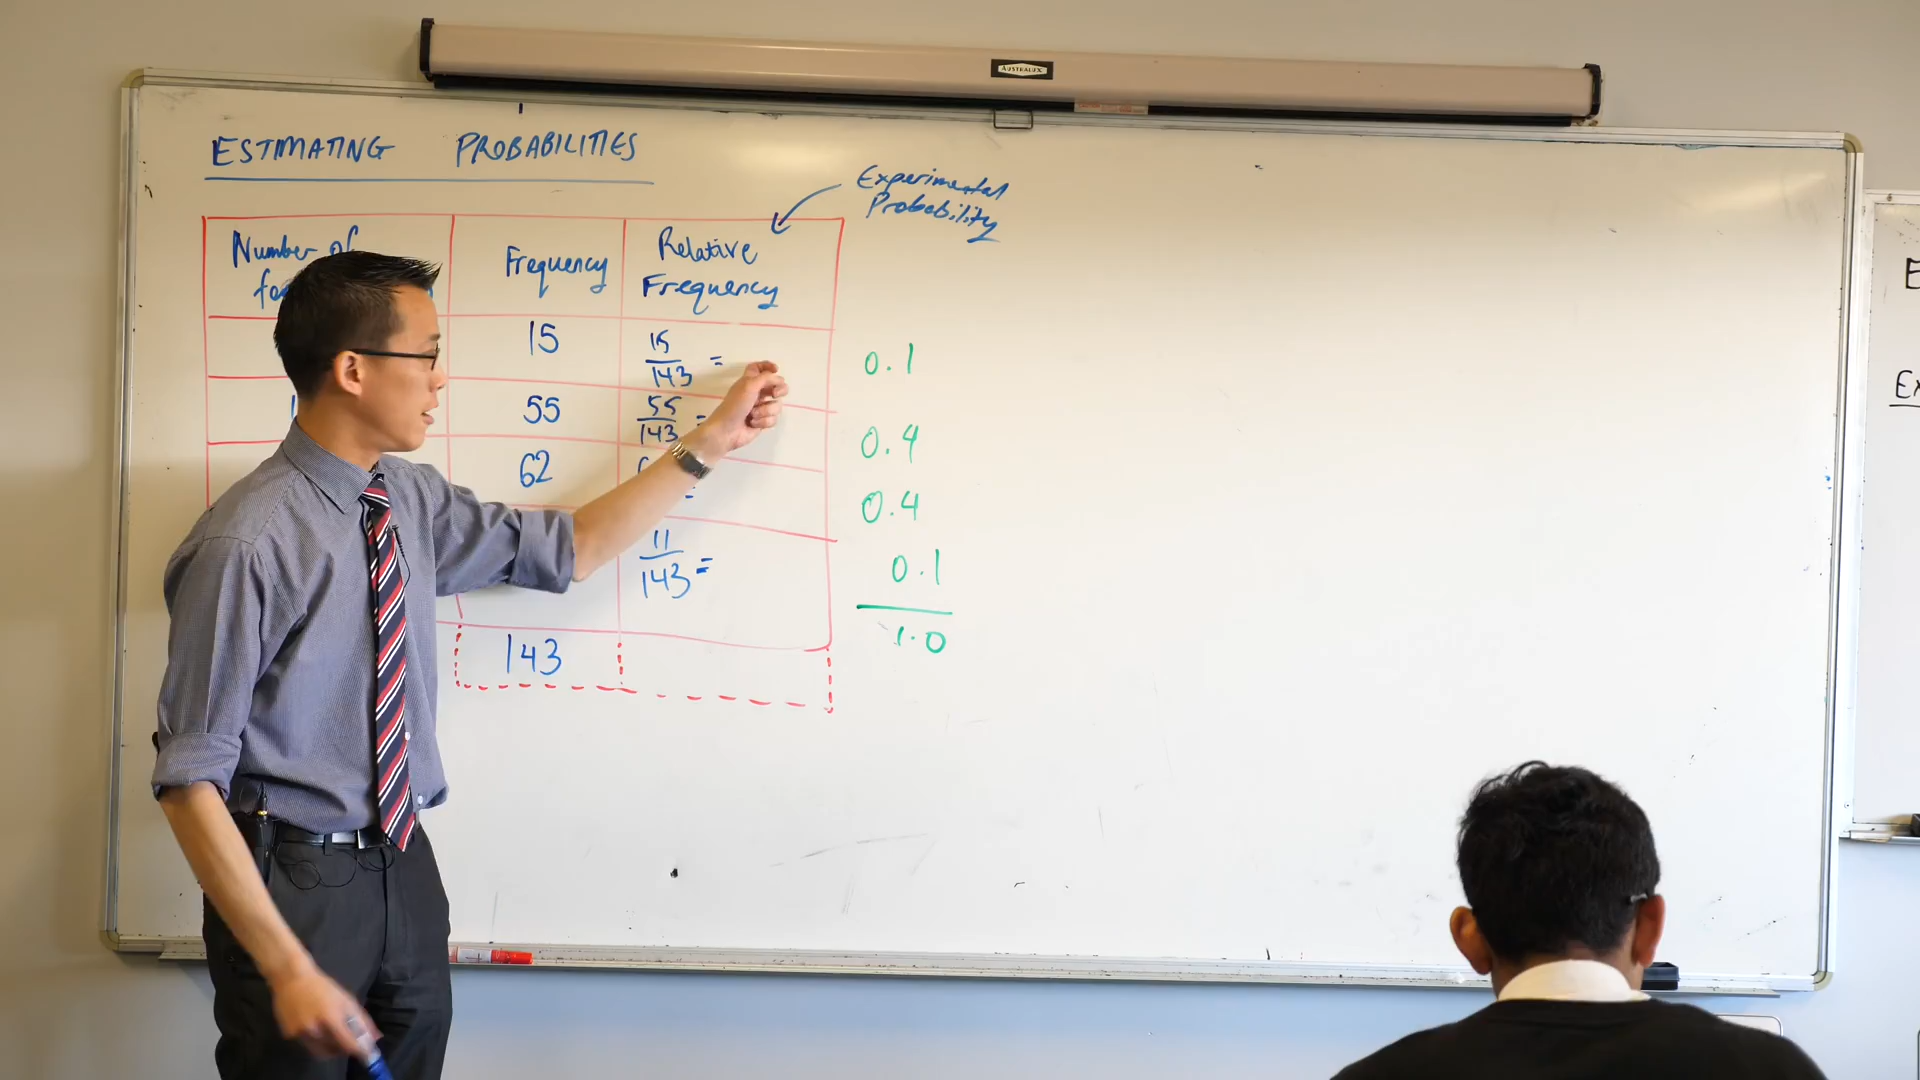 AUSTRALUX
ESTIMATING PROBABILITIES
Experimental
Probability
Number of
Frequency
Relative
Frequency
15
15
143
=
0.1
55
55
143
=
0.4
62
=
0.4
11
143
=
0.1
143
1.0